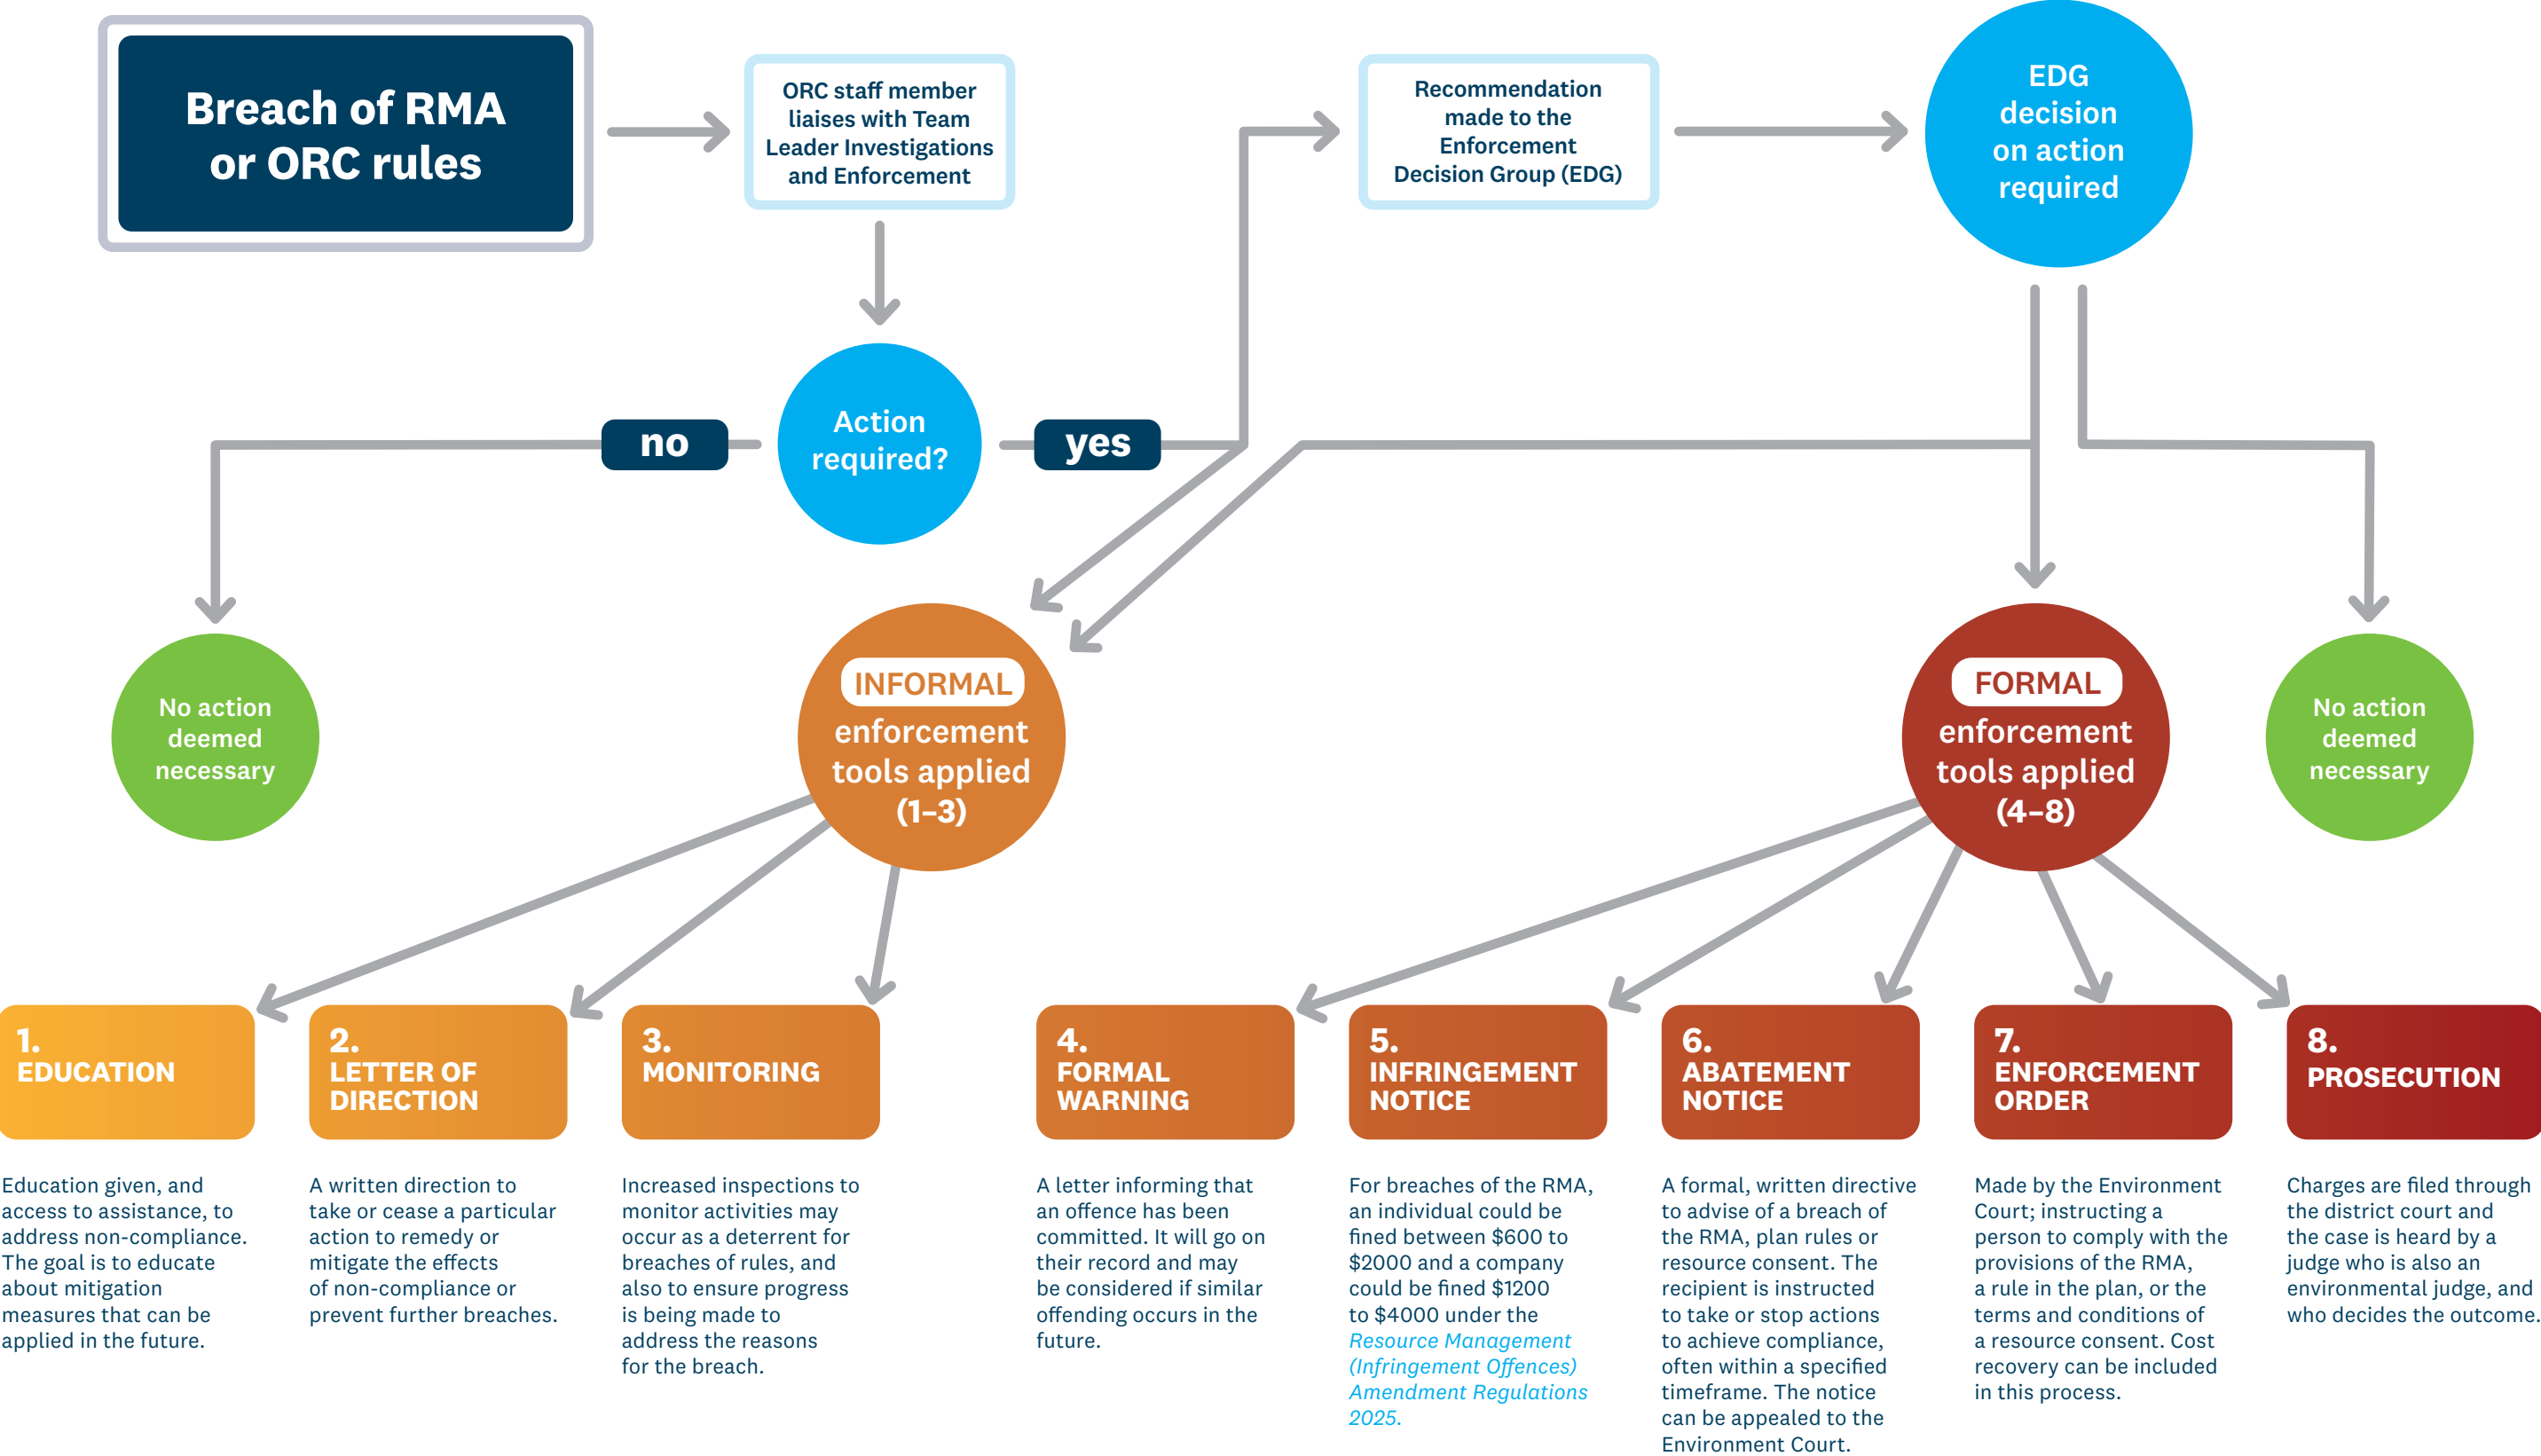 Breach of RMA
or ORC rules
ORC staff member
liaises with Team
Leader Investigations
and Enforcement
Recommendation
made to the
Enforcement
Decision Group (EDG)
EDG
decision
on action
required
no
Action
required?
yes
No action
deemed
necessary
INFORMAL
enforcement
tools applied
(1–3)
FORMAL
enforcement
tools applied
(4–8)
No action
deemed
necessary
1.
EDUCATION
Education given, and
access to assistance, to
address non-compliance.
The goal is to educate
about mitigation
measures that can be
applied in the future.
2.
LETTER OF
DIRECTION
A written direction to
take or cease a particular
action to remedy or
mitigate the effects
of non-compliance or
prevent further breaches.
3.
MONITORING
Increased inspections to
monitor activities may
occur as a deterrent for
breaches of rules, and
also to ensure progress
is being made to
address the reasons
for the breach.
4.
FORMAL
WARNING
A letter informing that
an offence has been
committed. It will go on
their record and may
be considered if similar
offending occurs in the
future.
5.
INFRINGEMENT
NOTICE
For breaches of the RMA,
an individual could be
fined between $600 to
$2000 and a company
could be fined $1200
to $4000 under the
Resource Management
(Infringement Offences)
Amendment Regulations
2025.
6.
ABATEMENT
NOTICE
A formal, written directive
to advise of a breach of
the RMA, plan rules or
resource consent. The
recipient is instructed
to take or stop actions
to achieve compliance,
often within a specified
timeframe. The notice
can be appealed to the
Environment Court.
7.
ENFORCEMENT
ORDER
Made by the Environment
Court; instructing a
person to comply with the
provisions of the RMA,
a rule in the plan, or the
terms and conditions of
a resource consent. Cost
recovery can be included
in this process.
8.
PROSECUTION
Charges are filed through
the district court and
the case is heard by a
judge who is also an
environmental judge, and
who decides the outcome.